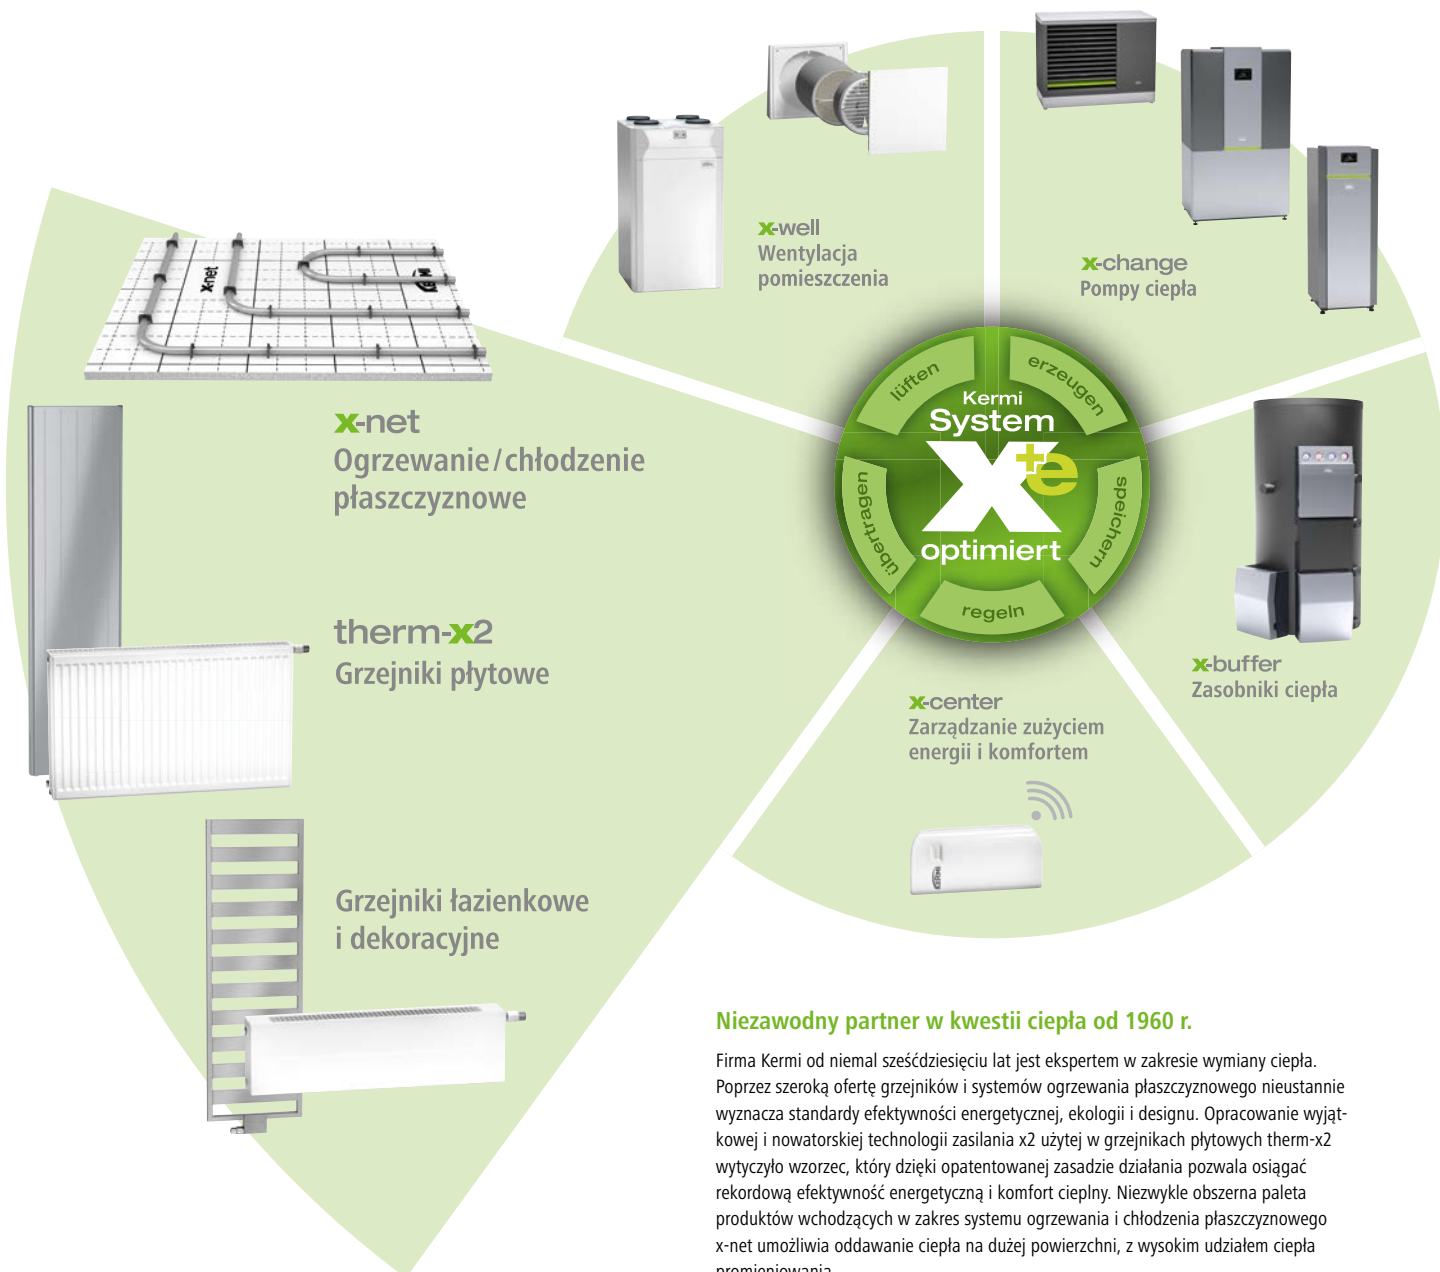 x-well
Wentylacja
pomieszczenia
x-change
Pompy ciepła
x-net
KERMI
x-net
Ogrzewanie/chłodzenie
płaszczyznowe
lüften
erzeugen
Kermi
System
x+e
optimiert
übertragen
speichern
regeln
therm-x2
Grzejniki płytowe
x-buffer
Zasobniki ciepła
x-center
Zarządzanie zużyciem
energii i komfortem
KERMI
Grzejniki łazienkowe
i dekoracyjne
Niezawodny partner w kwestii ciepła od 1960 r.
Firma Kermi od niemal sześćdziesięciu lat jest ekspertem w zakresie wymiany ciepła.
Poprzez szeroką ofertę grzejników i systemów ogrzewania płaszczyznowego nieustannie
wyznacza standardy efektywności energetycznej, ekologii i designu. Opracowanie wyjąt-
kowej i nowatorskiej technologii zasilania x2 użytej w grzejnikach płytowych therm-x2
wytyczyło wzorzec, który dzięki opatentowanej zasadzie działania pozwala osiągać
rekordową efektywność energetyczną i komfort cieplny. Niezwykle obszerna paleta
produktów wchodzących w zakres systemu ogrzewania i chłodzenia płaszczyznowego
x-net umożliwia oddawanie ciepła na dużej powierzchni, z wysokim udziałem ciepła
promieniowania